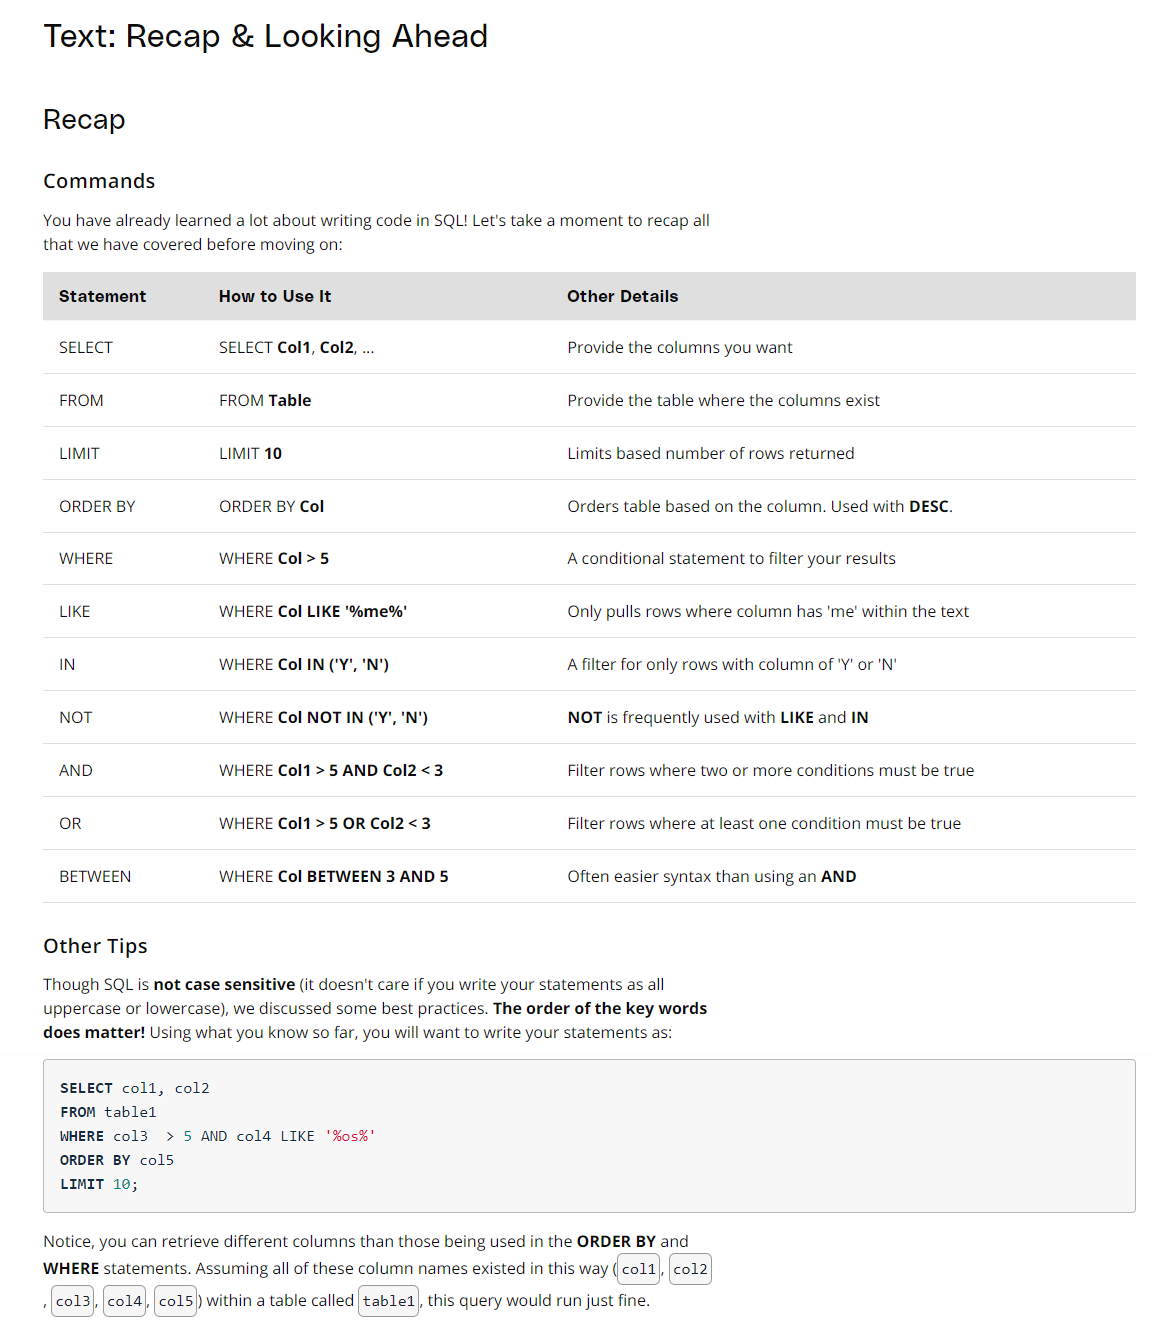 Text: Recap & Looking Ahead
Recap
Commands
You have already learned a lot about writing code in SQL! Let's take a moment to recap all
that we have covered before moving on:
Statement How to Use It Other Details
SELECT SELECT Col1, Col2, ... Provide the columns you want
FROM FROM Table Provide the table where the columns exist
LIMIT LIMIT 10 Limits based number of rows returned
ORDER BY ORDER BY Col Orders table based on the column. Used with DESC.
WHERE WHERE Col > 5 A conditional statement to filter your results
LIKE WHERE Col LIKE '%me%' Only pulls rows where column has 'me' within the text
IN WHERE Col IN ('Y', 'N') A filter for only rows with column of 'Y' or 'N'
NOT WHERE Col NOT IN ('Y', 'N') NOT is frequently used with LIKE and IN
AND WHERE Col1 > 5 AND Col2 < 3 Filter rows where two or more conditions must be true
OR WHERE Col1 > 5 OR Col2 < 3 Filter rows where at least one condition must be true
BETWEEN WHERE Col BETWEEN 3 AND 5 Often easier syntax than using an AND
Other Tips
Though SQL is not case sensitive (it doesn't care if you write your statements as all
uppercase or lowercase), we discussed some best practices. The order of the key words
does matter! Using what you know so far, you will want to write your statements as:
SELECT col1, col2
FROM table1
WHERE col3  > 5 AND col4 LIKE '%os%'
ORDER BY col5
LIMIT 10;
Notice, you can retrieve different columns than those being used in the ORDER BY and
WHERE statements. Assuming all of these column names existed in this way (col1, col2
, col3, col4, col5) within a table called table1, this query would run just fine.